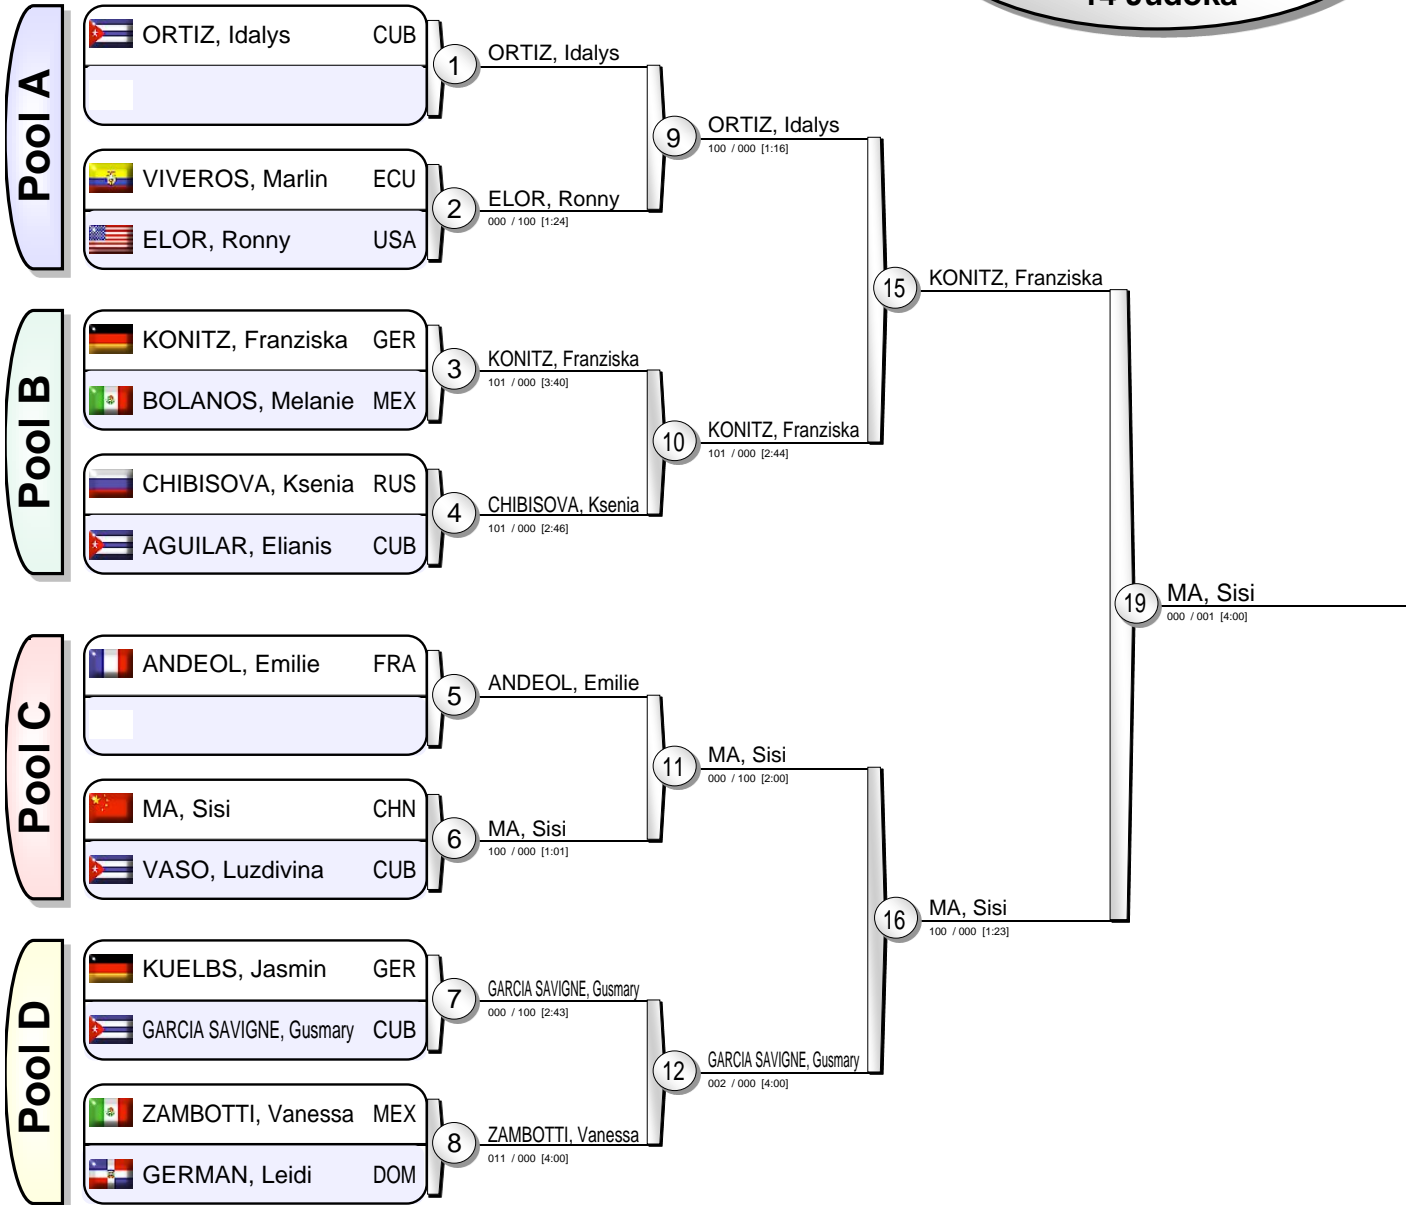 14 Judoka
Pool A
ORTIZ, Idalys CUB
1
ORTIZ, Idalys
VIVEROS, Marlin ECU
ELOR, Ronny USA
2
ELOR, Ronny
000 / 100 [1:24]
9
ORTIZ, Idalys
100 / 000 [1:16]
Pool B
KONITZ, Franziska GER
BOLANOS, Melanie MEX
3
KONITZ, Franziska
101 / 000 [3:40]
CHIBISOVA, Ksenia RUS
AGUILAR, Elianis CUB
4
CHIBISOVA, Ksenia
101 / 000 [2:46]
10
KONITZ, Franziska
101 / 000 [2:44]
15
KONITZ, Franziska
Pool C
ANDEOL, Emilie FRA
5
ANDEOL, Emilie
MA, Sisi CHN
VASO, Luzdivina CUB
6
MA, Sisi
100 / 000 [1:01]
11
MA, Sisi
000 / 100 [2:00]
Pool D
KUELBS, Jasmin GER
GARCIA SAVIGNE, Gusmary CUB
7
GARCIA SAVIGNE, Gusmary
000 / 100 [2:43]
ZAMBOTTI, Vanessa MEX
GERMAN, Leidi DOM
8
ZAMBOTTI, Vanessa
011 / 000 [4:00]
12
GARCIA SAVIGNE, Gusmary
002 / 000 [4:00]
16
MA, Sisi
100 / 000 [1:23]
19
MA, Sisi
000 / 001 [4:00]